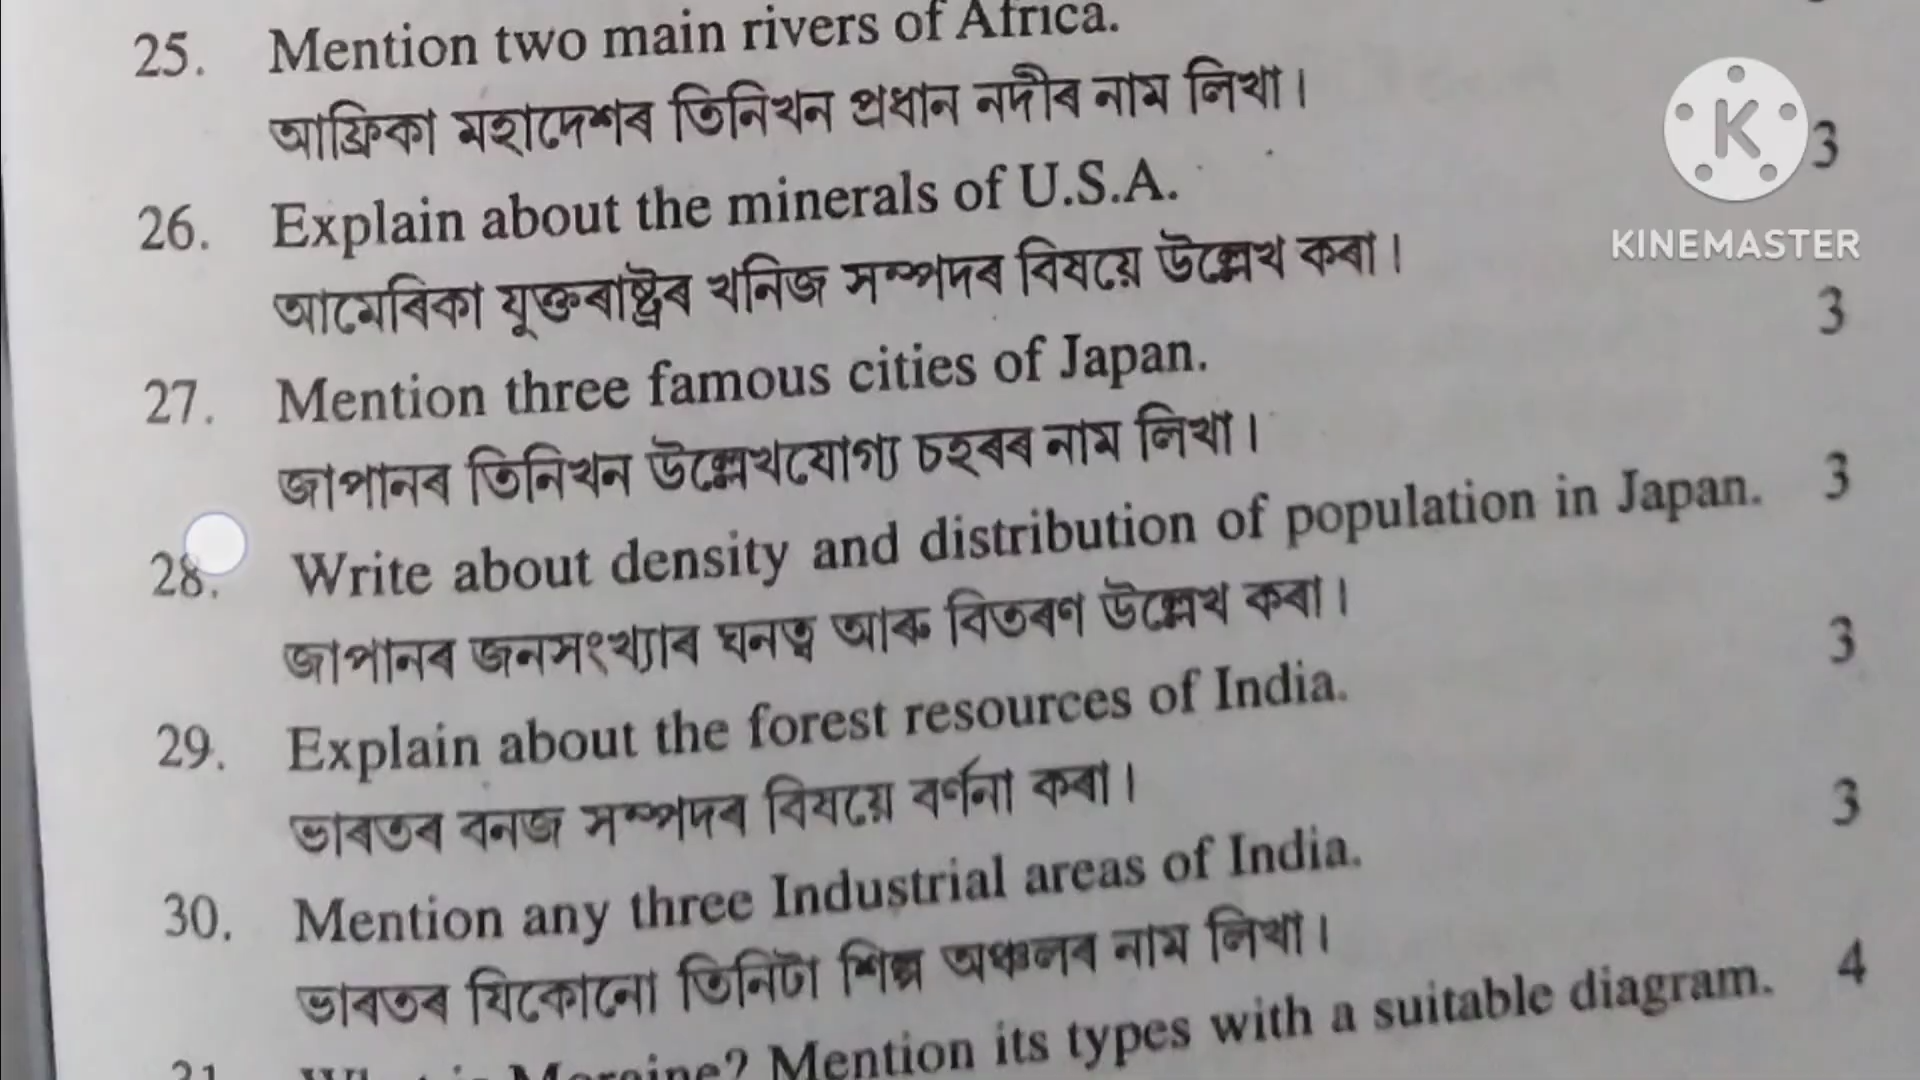 25. Mention two main rivers of Africa.
আফ্ৰিকা মহাদেশৰ তিনিখন প্ৰধান নদীৰ নাম লিখা।
3
26. Explain about the minerals of U.S.A.
আমেৰিকা যুক্তৰাষ্ট্ৰৰ খনিজ সম্পদৰ বিষয়ে উল্লেখ কৰা।
3
27. Mention three famous cities of Japan.
জাপানৰ তিনিখন উল্লেখযোগ্য চহৰৰ নাম লিখা।
28. Write about density and distribution of population in Japan. 3
জাপানৰ জনসংখ্যাৰ ঘনত্ব আৰু বিতৰণ উল্লেখ কৰা।
3
29. Explain about the forest resources of India.
ভাৰতৰ বনজ সম্পদৰ বিষয়ে বৰ্ণনা কৰা।
3
30. Mention any three Industrial areas of India.
ভাৰতৰ যিকোনো তিনিটা শিল্প অঞ্চলৰ নাম লিখা।
Moraine? Mention its types with a suitable diagram. 4
K
KINEMASTER